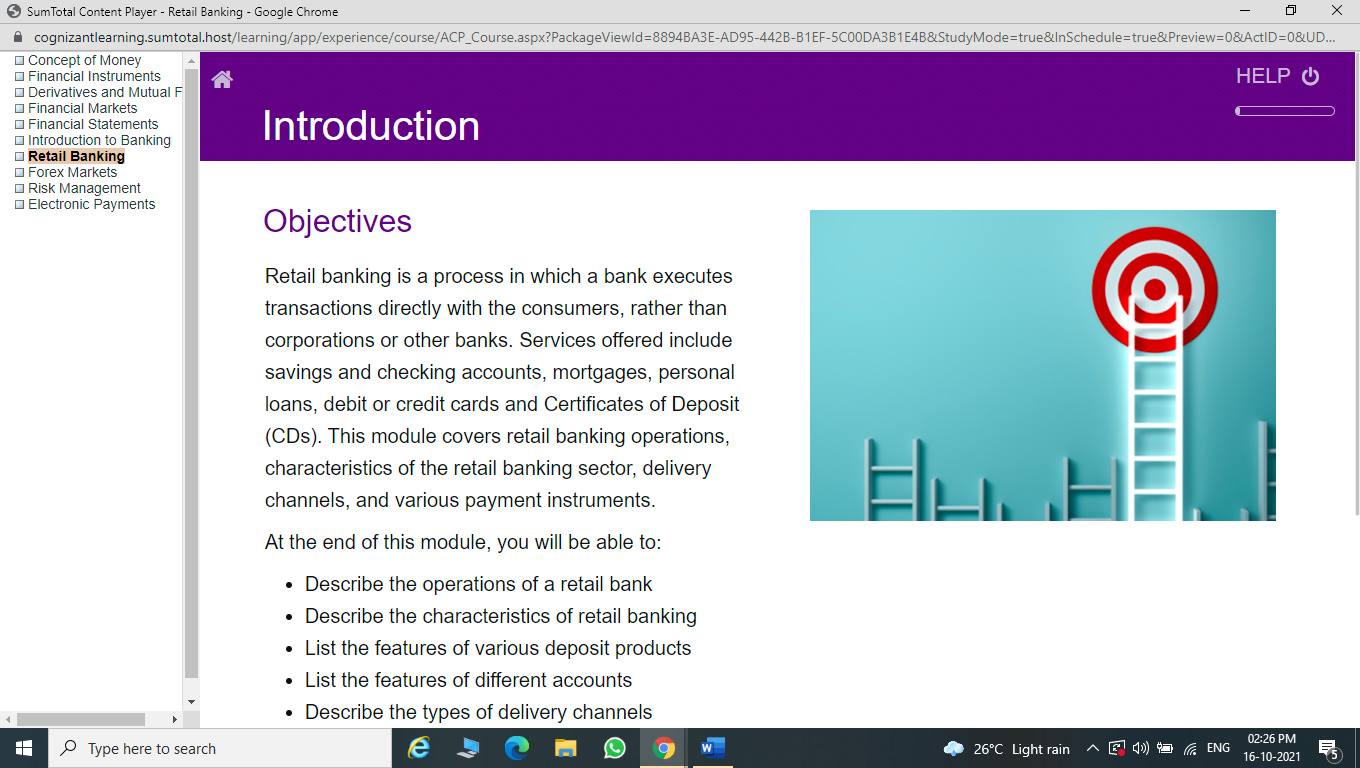 SumTotal Content Player - Retail Banking - Google Chrome
cognizantlearning.sumtotal.host/learning/app/experience/course/ACP_Course.aspx?PackageViewId=8894BA3E-AD95-442B-B1EF-5C00DA3B1E4B&StudyMode=true&InSchedule=true&Preview=0&ActID=0&UD...
Concept of Money
Financial Instruments
Derivatives and Mutual F
Financial Markets
Financial Statements
Introduction to Banking
Retail Banking
Forex Markets
Risk Management
Electronic Payments
HELP
Introduction
Objectives
Retail banking is a process in which a bank executes
transactions directly with the consumers, rather than
corporations or other banks. Services offered include
savings and checking accounts, mortgages, personal
loans, debit or credit cards and Certificates of Deposit
(CDs). This module covers retail banking operations,
characteristics of the retail banking sector, delivery
channels, and various payment instruments.
At the end of this module, you will be able to:
• Describe the operations of a retail bank
• Describe the characteristics of retail banking
• List the features of various deposit products
• List the features of different accounts
• Describe the types of delivery channels
Type here to search
W
26°C Light rain
ENG
02:26 PM
16-10-2021
5